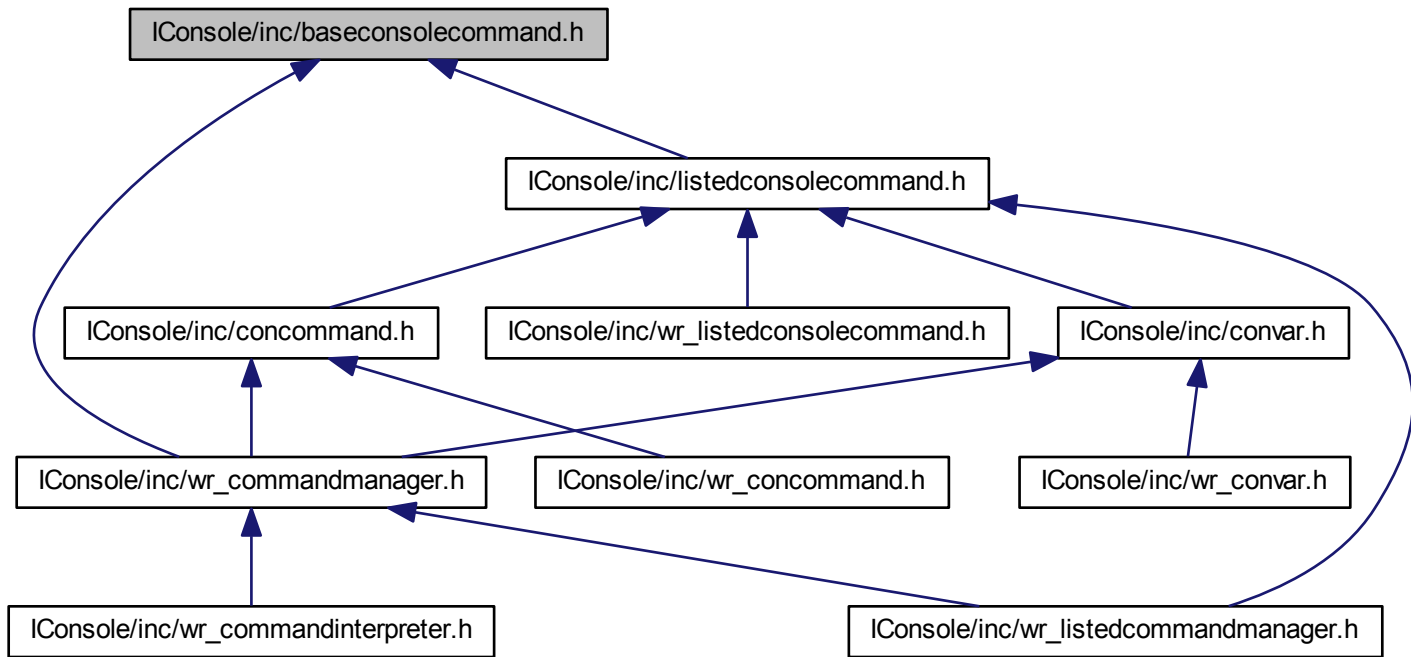 IConsole/inc/baseconsolecommand.h
IConsole/inc/listedconsolecommand.h
IConsole/inc/concommand.h
IConsole/inc/wr_listedconsolecommand.h
IConsole/inc/convar.h
IConsole/inc/wr_commandmanager.h
IConsole/inc/wr_concommand.h
IConsole/inc/wr_convar.h
IConsole/inc/wr_commandinterpreter.h
IConsole/inc/wr_listedcommandmanager.h